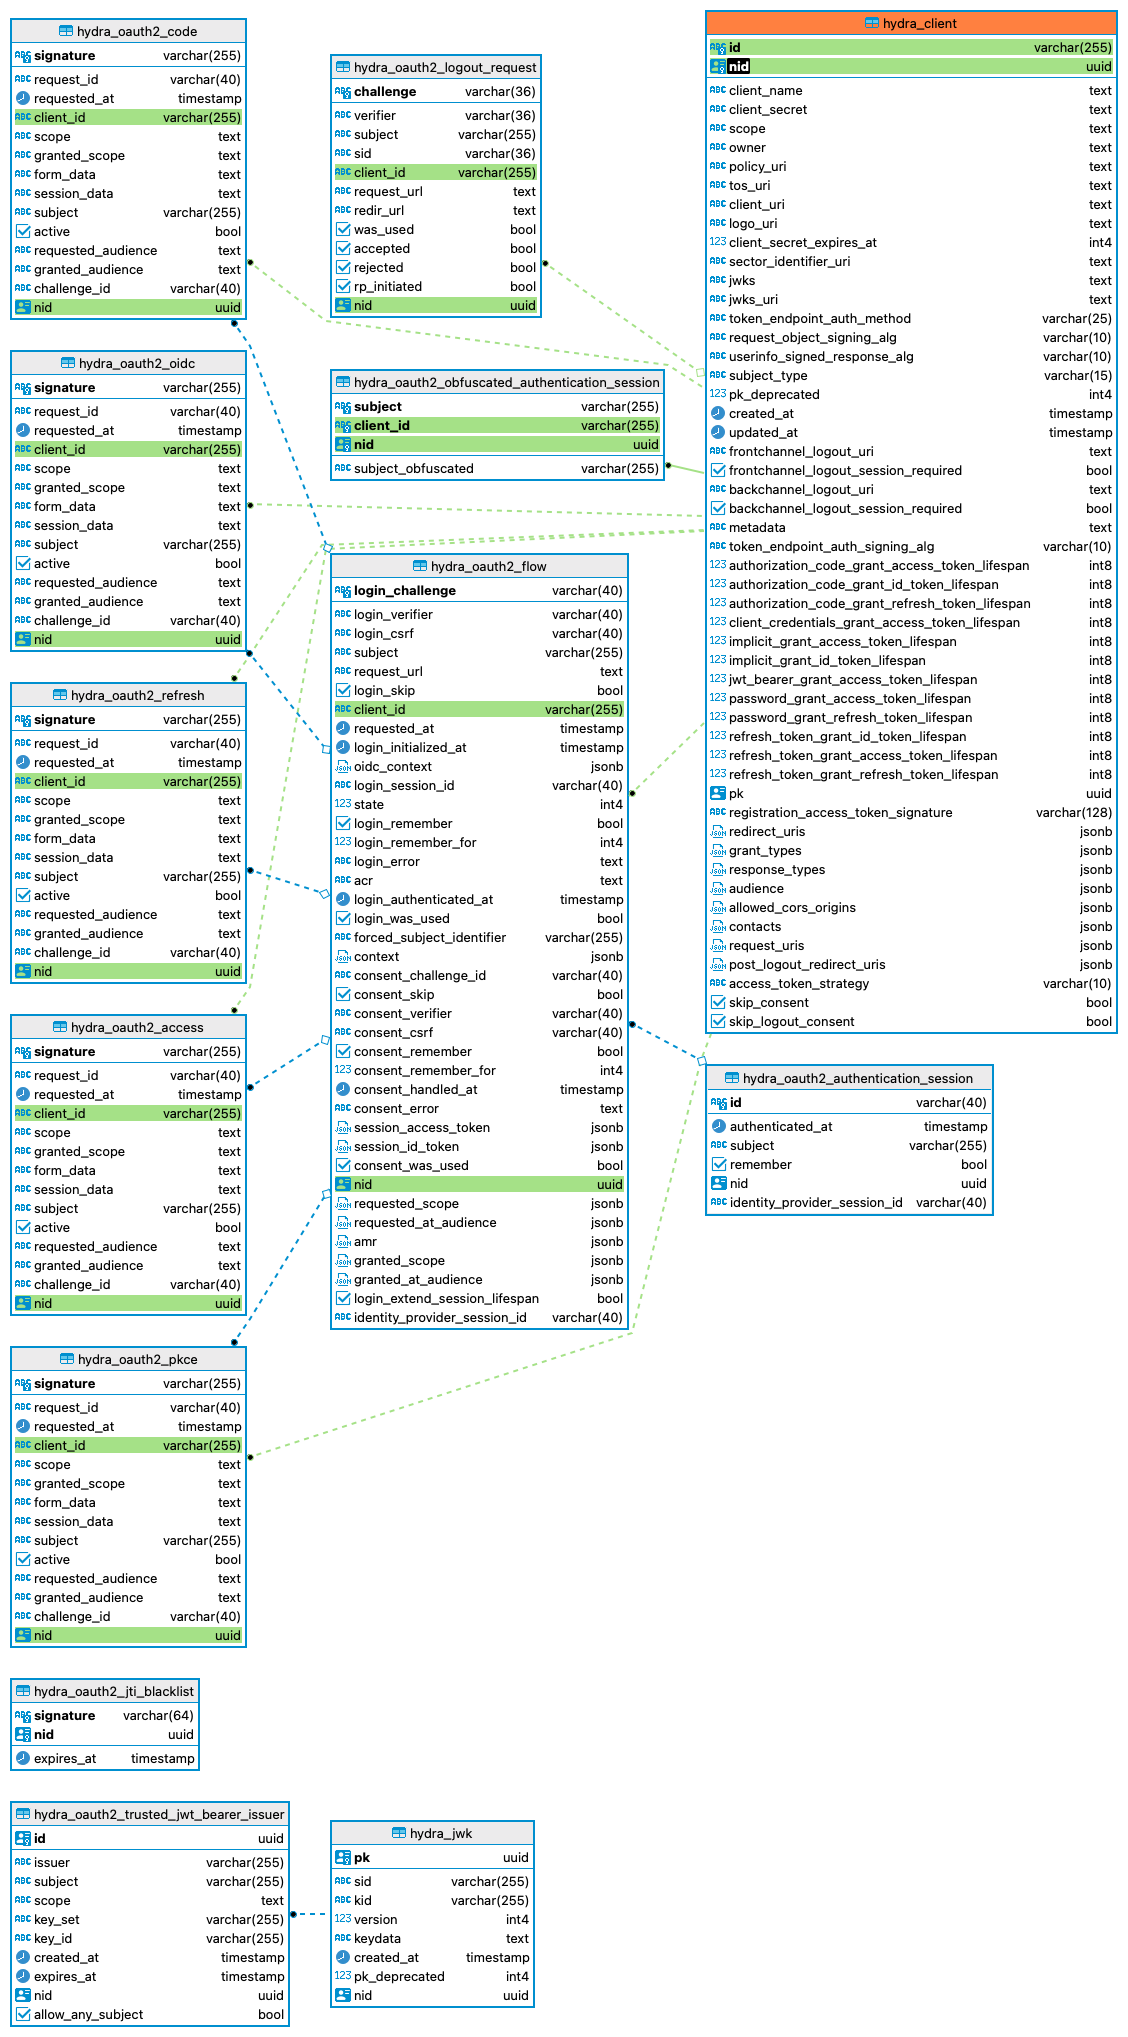 hydra_oauth2_code
signature varchar(255)
request_id varchar(40)
requested_at timestamp
client_id varchar(255)
scope text
granted_scope text
form_data text
session_data text
subject varchar(255)
active bool
requested_audience text
granted_audience text
challenge_id varchar(40)
nid uuid
hydra_oauth2_oidc
signature varchar(255)
request_id varchar(40)
requested_at timestamp
client_id varchar(255)
scope text
granted_scope text
form_data text
session_data text
subject varchar(255)
active bool
requested_audience text
granted_audience text
challenge_id varchar(40)
nid uuid
hydra_oauth2_refresh
signature varchar(255)
request_id varchar(40)
requested_at timestamp
client_id varchar(255)
scope text
granted_scope text
form_data text
session_data text
subject varchar(255)
active bool
requested_audience text
granted_audience text
challenge_id varchar(40)
nid uuid
hydra_oauth2_access
signature varchar(255)
request_id varchar(40)
requested_at timestamp
client_id varchar(255)
scope text
granted_scope text
form_data text
session_data text
subject varchar(255)
active bool
requested_audience text
granted_audience text
challenge_id varchar(40)
nid uuid
hydra_oauth2_pkce
signature varchar(255)
request_id varchar(40)
requested_at timestamp
client_id varchar(255)
scope text
granted_scope text
form_data text
session_data text
subject varchar(255)
active bool
requested_audience text
granted_audience text
challenge_id varchar(40)
nid uuid
hydra_oauth2_jti_blacklist
signature varchar(64)
nid uuid
expires_at timestamp
hydra_oauth2_trusted_jwt_bearer_issuer
id uuid
issuer varchar(255)
subject varchar(255)
scope text
key_set varchar(255)
key_id varchar(255)
created_at timestamp
expires_at timestamp
nid uuid
allow_any_subject bool
hydra_oauth2_logout_request
challenge varchar(36)
verifier varchar(36)
subject varchar(255)
sid varchar(36)
client_id varchar(255)
request_url text
redir_url text
was_used bool
accepted bool
rejected bool
rp_initiated bool
nid uuid
hydra_oauth2_obfuscated_authentication_session
subject varchar(255)
client_id varchar(255)
nid uuid
subject_obfuscated varchar(255)
hydra_oauth2_flow
login_challenge varchar(40)
login_verifier varchar(40)
login_csrf varchar(40)
subject varchar(255)
request_url text
login_skip bool
client_id varchar(255)
requested_at timestamp
login_initialized_at timestamp
oidc_context jsonb
login_session_id varchar(40)
state int4
login_remember bool
login_remember_for int4
login_error text
acr text
login_authenticated_at timestamp
login_was_used bool
forced_subject_identifier varchar(255)
context jsonb
consent_challenge_id varchar(40)
consent_skip bool
consent_verifier varchar(40)
consent_csrf varchar(40)
consent_remember bool
consent_remember_for int4
consent_handled_at timestamp
consent_error text
session_access_token jsonb
session_id_token jsonb
consent_was_used bool
nid uuid
requested_scope jsonb
requested_at_audience jsonb
amr jsonb
granted_scope jsonb
granted_at_audience jsonb
login_extend_session_lifespan bool
identity_provider_session_id varchar(40)
hydra_jwk
pk uuid
sid varchar(255)
kid varchar(255)
version int4
keydata text
created_at timestamp
pk_deprecated int4
nid uuid
hydra_client
id varchar(255)
nid uuid
client_name text
client_secret text
scope text
owner text
policy_uri text
tos_uri text
client_uri text
logo_uri text
client_secret_expires_at int4
sector_identifier_uri text
jwks text
jwks_uri text
token_endpoint_auth_method varchar(25)
request_object_signing_alg varchar(10)
userinfo_signed_response_alg varchar(10)
subject_type varchar(15)
pk_deprecated int4
created_at timestamp
updated_at timestamp
frontchannel_logout_uri text
frontchannel_logout_session_required bool
backchannel_logout_uri text
backchannel_logout_session_required bool
metadata text
token_endpoint_auth_signing_alg varchar(10)
authorization_code_grant_access_token_lifespan int8
authorization_code_grant_id_token_lifespan int8
authorization_code_grant_refresh_token_lifespan int8
client_credentials_grant_access_token_lifespan int8
implicit_grant_access_token_lifespan int8
implicit_grant_id_token_lifespan int8
jwt_bearer_grant_access_token_lifespan int8
password_grant_access_token_lifespan int8
password_grant_refresh_token_lifespan int8
refresh_token_grant_id_token_lifespan int8
refresh_token_grant_access_token_lifespan int8
refresh_token_grant_refresh_token_lifespan int8
pk uuid
registration_access_token_signature varchar(128)
redirect_uris jsonb
grant_types jsonb
response_types jsonb
audience jsonb
allowed_cors_origins jsonb
contacts jsonb
request_uris jsonb
post_logout_redirect_uris jsonb
access_token_strategy varchar(10)
skip_consent bool
skip_logout_consent bool
hydra_oauth2_authentication_session
id varchar(40)
authenticated_at timestamp
subject varchar(255)
remember bool
nid uuid
identity_provider_session_id varchar(40)